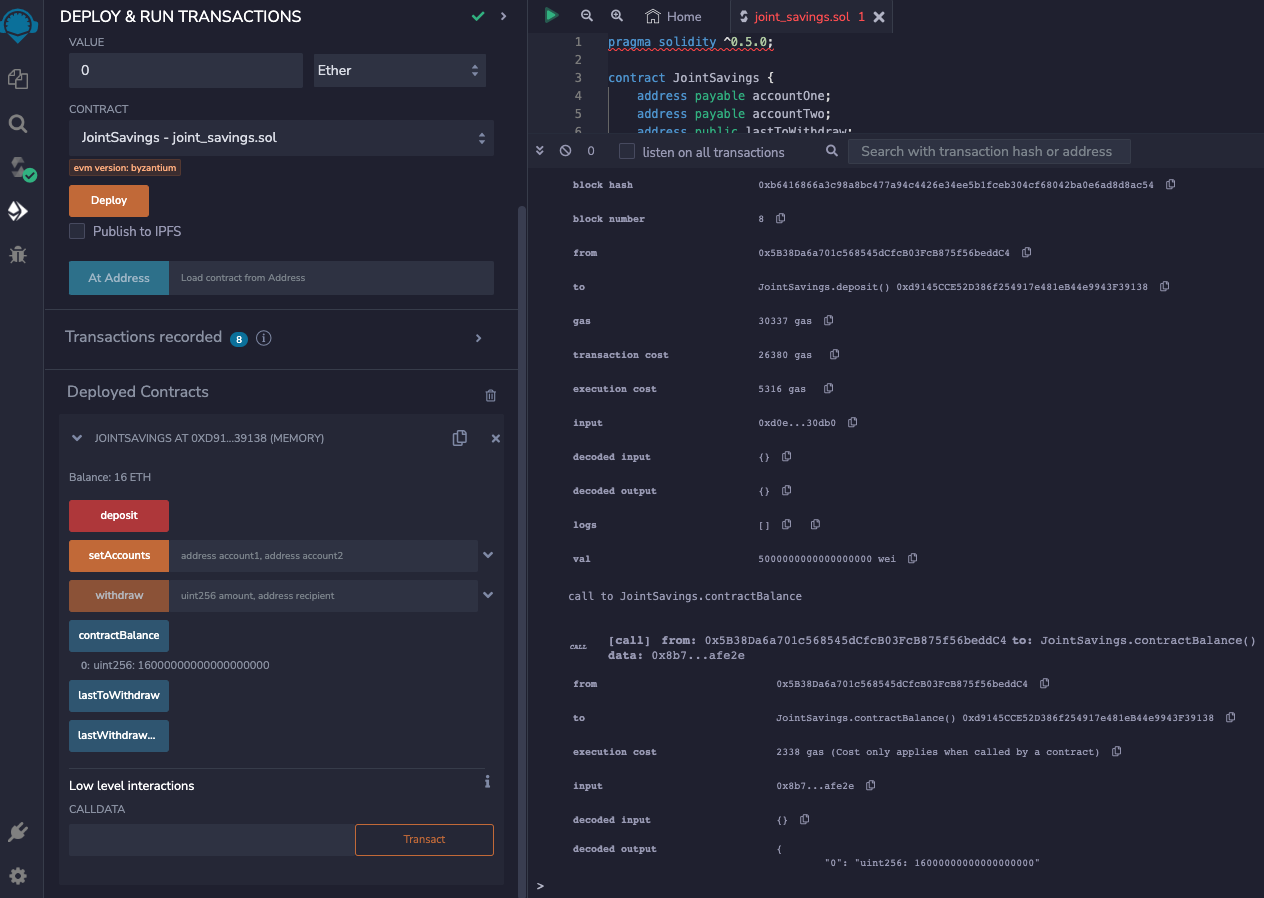 DEPLOY & RUN TRANSACTIONS
VALUE
0
Ether
CONTRACT
JointSavings - joint_savings.sol
evm version: byzantium
Deploy
Publish to IPFS
At Address
Load contract from Address
Transactions recorded 8 i
Deployed Contracts
JOINTSAVINGS AT 0XD91...39138 (MEMORY)
Balance: 16 ETH
deposit
setAccounts
address account1, address account2
withdraw
uint256 amount, address recipient
contractBalance
0: uint256: 16000000000000000000
lastToWithdraw
lastWithdraw...
Low level interactions
i
CALLDATA
Transact
Home
joint_savings.sol 1
1 pragma solidity ^0.5.0;
2
3 contract JointSavings {
4 address payable accountOne;
5 address payable accountTwo;
6 address public lastToWithdraw;
0
listen on all transactions
Search with transaction hash or address
block hash 0xb6416866a3c98a8bc477a94c4426e34ee5b1fceb304cf68042ba0e6ad8d8ac54
block number 8
from 0x5B38Da6a701c568545dCfcB03FcB875f56beddC4
to JointSavings.deposit() 0xd9145CCE52D386f254917e481eB44e9943F39138
gas 30337 gas
transaction cost 26380 gas
execution cost 5316 gas
input 0xd0e...30db0
decoded input {}
decoded output {}
logs []
val 5000000000000000000 wei
call to JointSavings.contractBalance
CALL
[call] from: 0x5B38Da6a701c568545dCfcB03FcB875f56beddC4 to: JointSavings.contractBalance()
data: 0x8b7...afe2e
from 0x5B38Da6a701c568545dCfcB03FcB875f56beddC4
to JointSavings.contractBalance() 0xd9145CCE52D386f254917e481eB44e9943F39138
execution cost 2338 gas (Cost only applies when called by a contract)
input 0x8b7...afe2e
decoded input {}
decoded output {
"0": "uint256: 16000000000000000000"
>